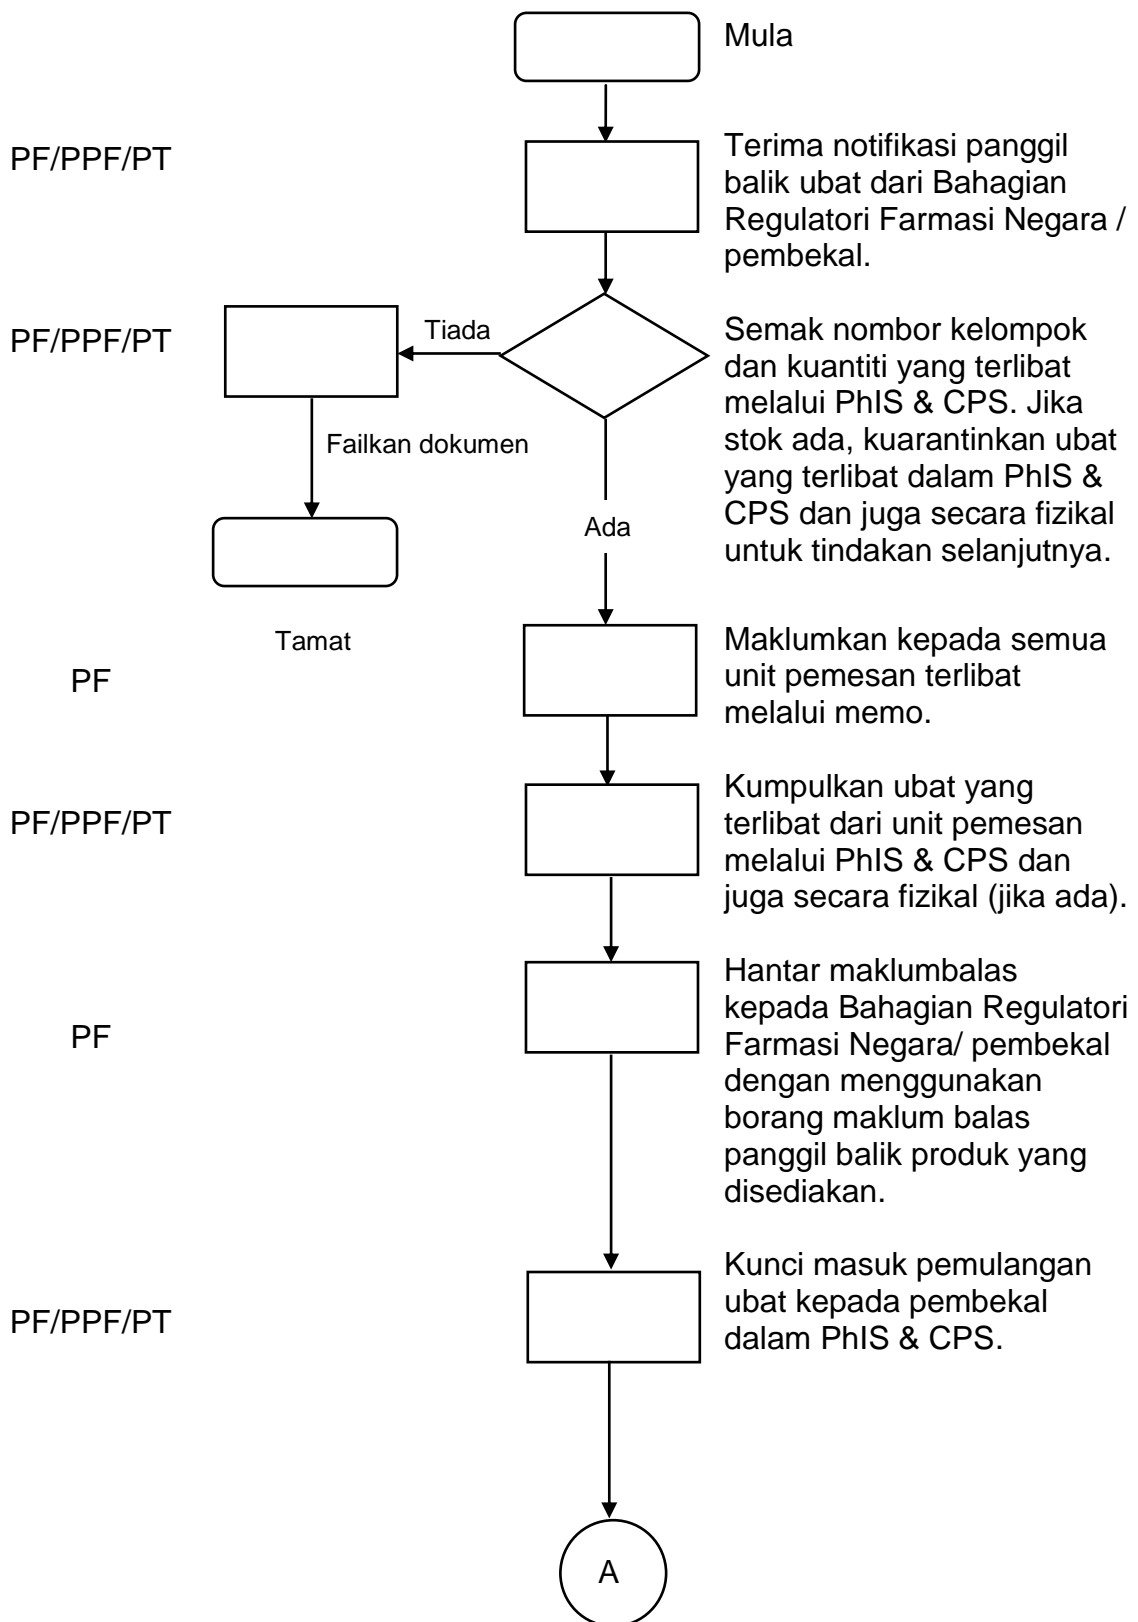 Mula
PF/PPF/PT
Terima notifikasi panggil
balik ubat dari Bahagian
Regulatori Farmasi Negara /
pembekal.
PF/PPF/PT
Tiada
Failkan dokumen
Tamat
Semak nombor kelompok
dan kuantiti yang terlibat
melalui PhIS & CPS. Jika
stok ada, kuarantinkan ubat
yang terlibat dalam PhIS &
CPS dan juga secara fizikal
untuk tindakan selanjutnya.
Ada
PF
Maklumkan kepada semua
unit pemesan terlibat
melalui memo.
PF/PPF/PT
Kumpulkan ubat yang
terlibat dari unit pemesan
melalui PhIS & CPS dan
juga secara fizikal (jika ada).
PF
Hantar maklumbalas
kepada Bahagian Regulatori
Farmasi Negara/ pembekal
dengan menggunakan
borang maklum balas
panggil balik produk yang
disediakan.
PF/PPF/PT
Kunci masuk pemulangan
ubat kepada pembekal
dalam PhIS & CPS.
A